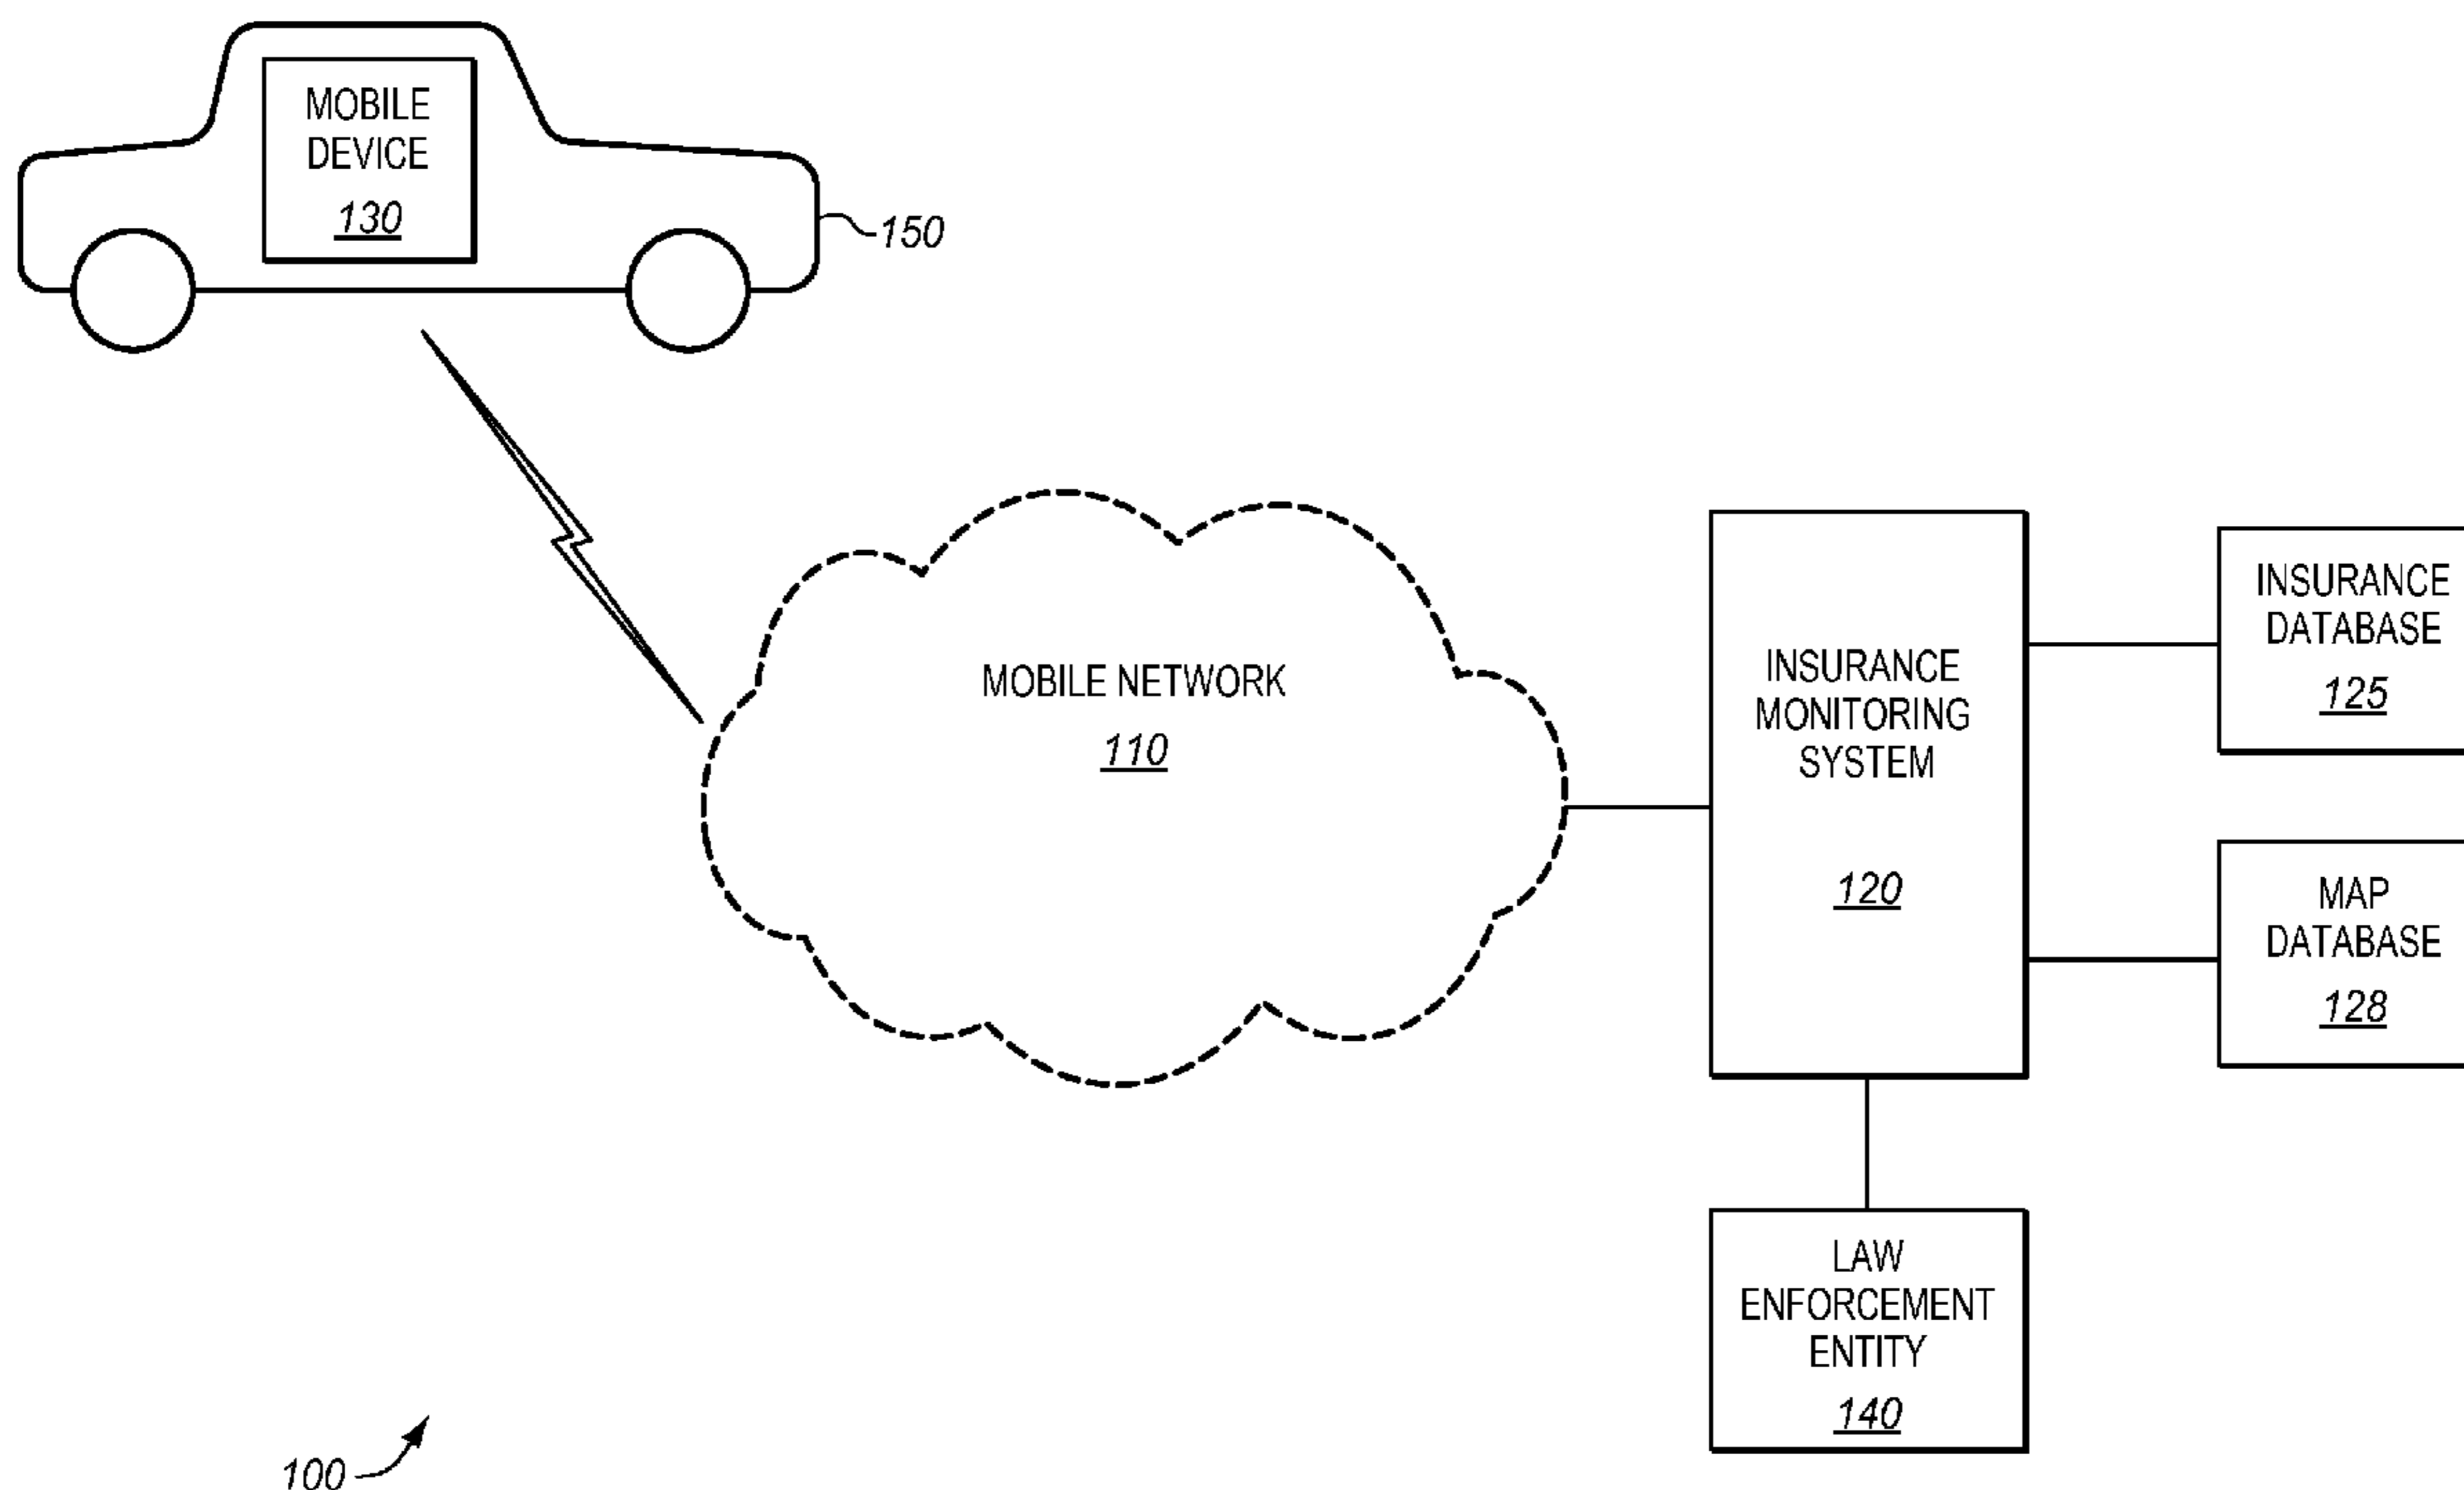 MOBILE
DEVICE
130
150
MOBILE NETWORK
110
INSURANCE
MONITORING
SYSTEM
120
INSURANCE
DATABASE
125
MAP
DATABASE
128
LAW
ENFORCEMENT
ENTITY
140
100